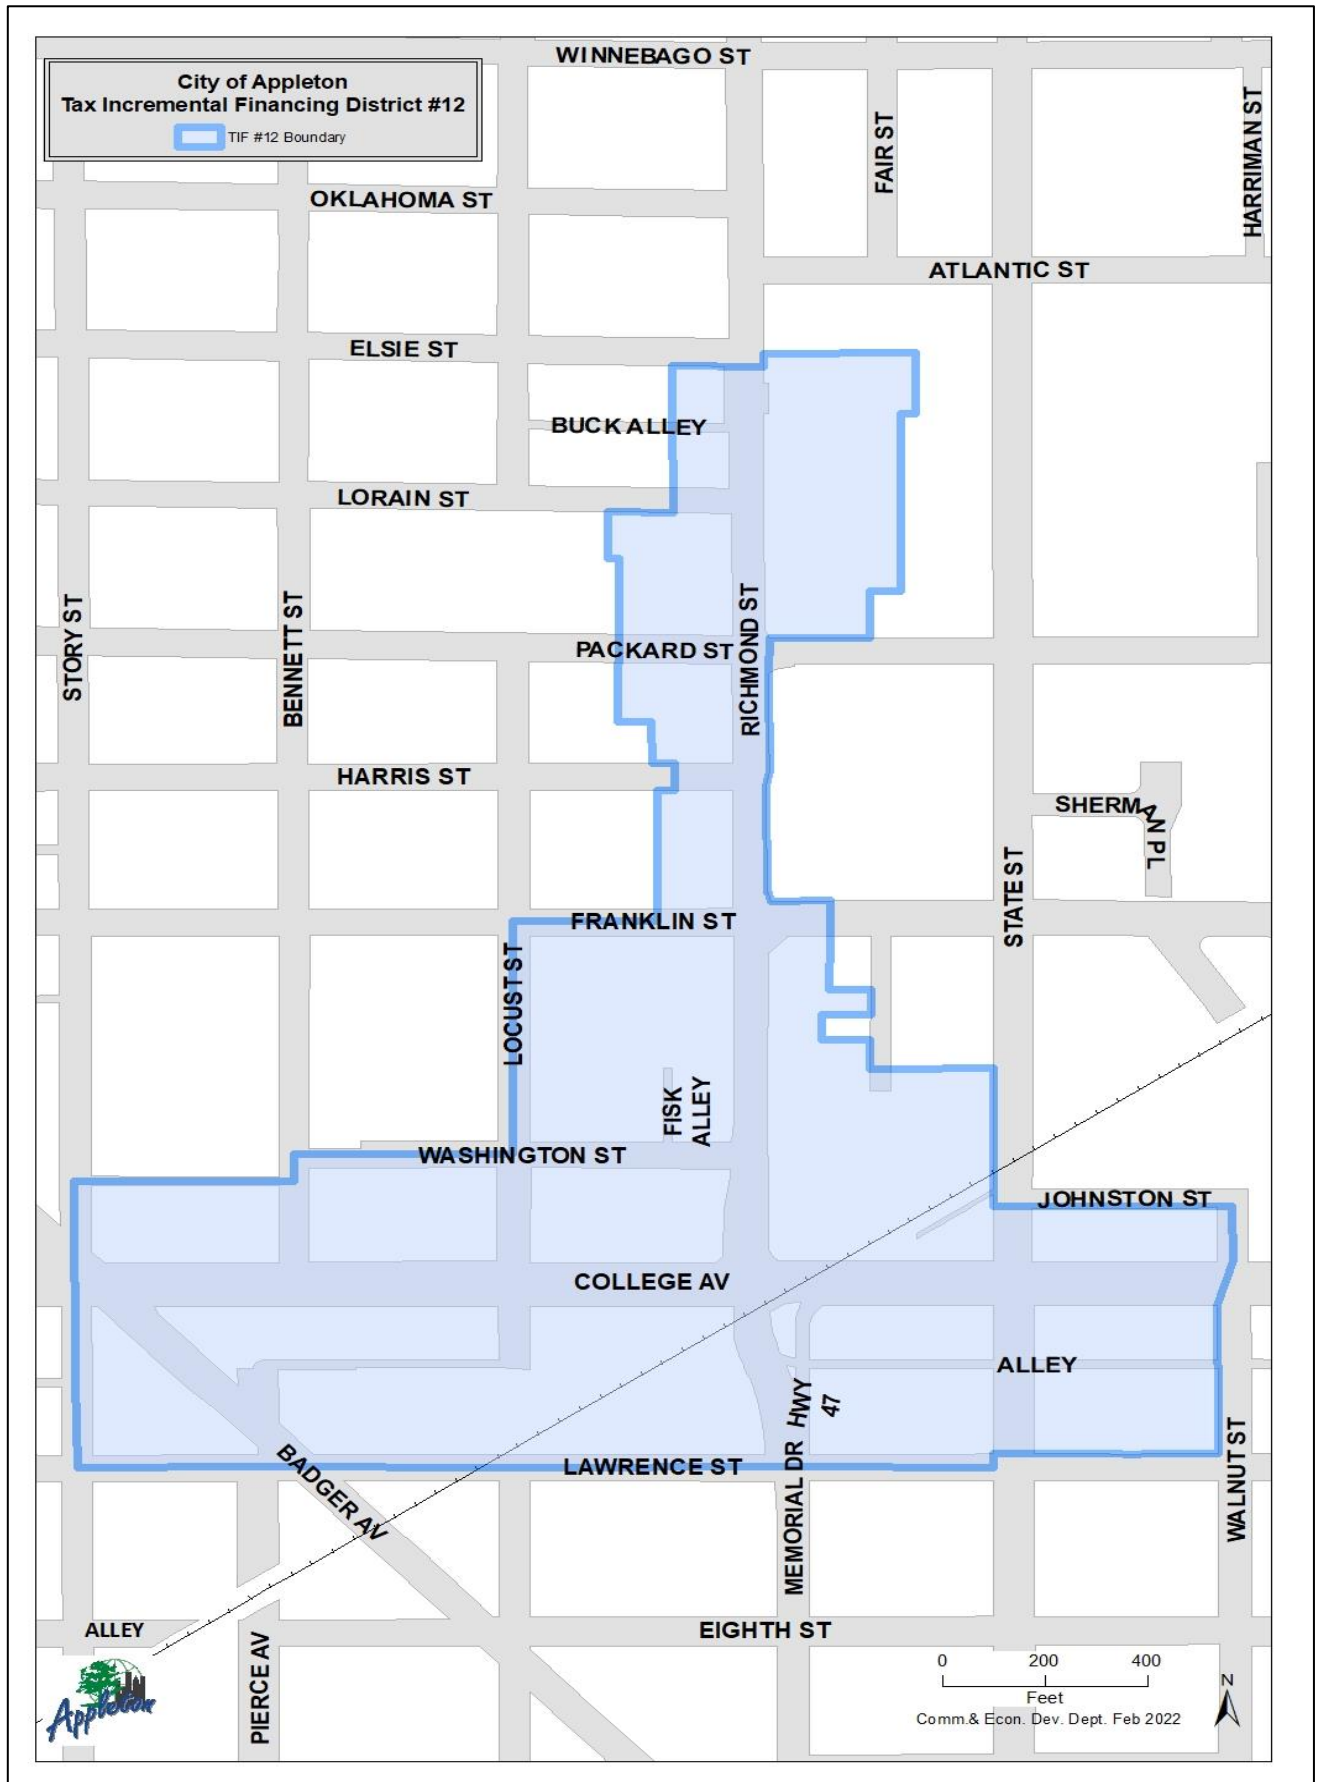 WINNEBAGO ST
City of Appleton
Tax Incremental Financing District #12
TIF #12 Boundary
FAIR ST
HARRIMAN ST
OKLAHOMA ST
ATLANTIC ST
ELSIE ST
BUCK ALLEY
LORAIN ST
STORY ST
BENNETT ST
PACKARD ST
RICHMOND ST
HARRIS ST
SHERMAN PL
STATE ST
FRANKLIN ST
LOCUST ST
FISK
ALLEY
WASHINGTON ST
JOHNSTON ST
COLLEGE AV
ALLEY
MEMORIAL DR HWY
47
BADGER AV
LAWRENCE ST
WALNUT ST
ALLEY
EIGHTH ST
PIERCE AV
Appleton
0 200 400
Feet
N
Comm.& Econ. Dev. Dept. Feb 2022